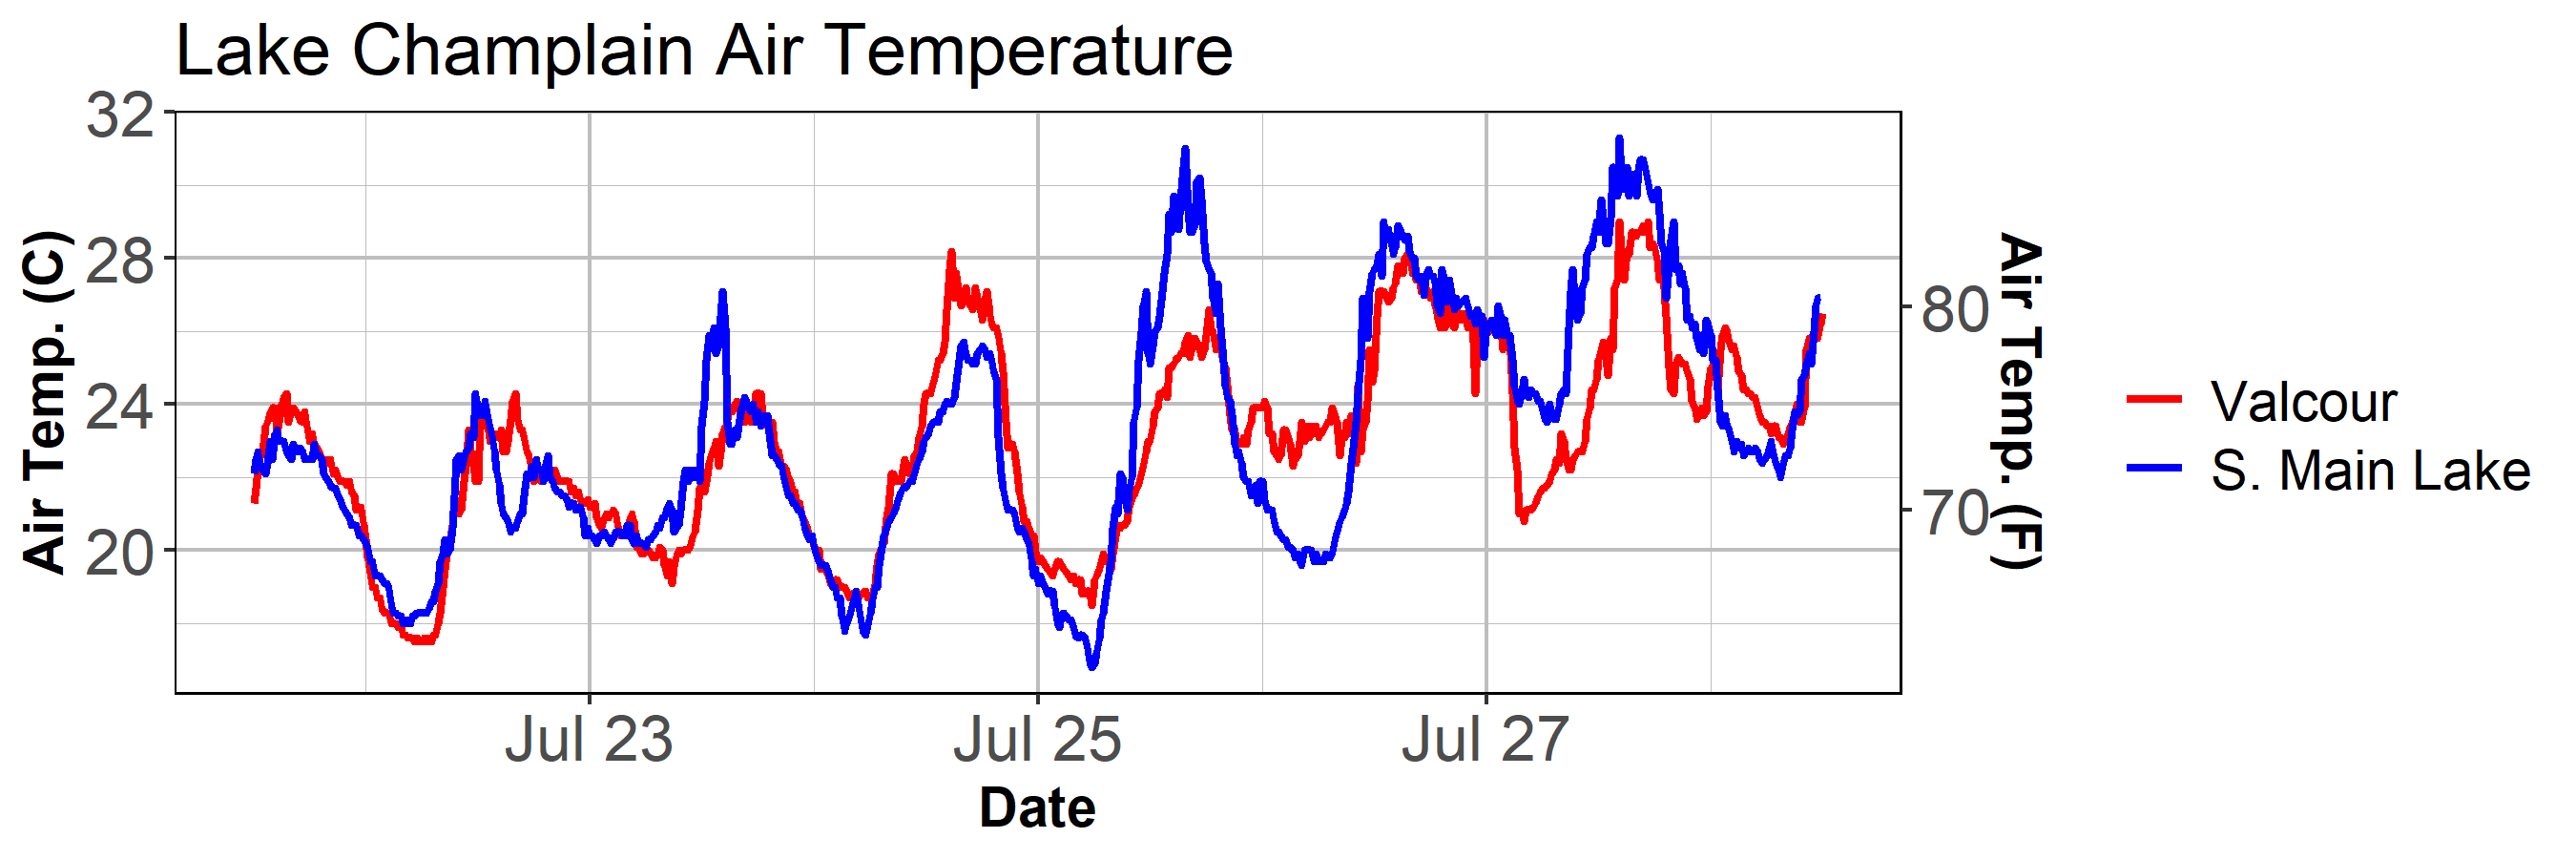 Lake Champlain Air Temperature
32
28
24
20
Air Temp. (C)
80
70
Air Temp. (F)
Jul 23
Jul 25
Jul 27
Date
Valcour
S. Main Lake